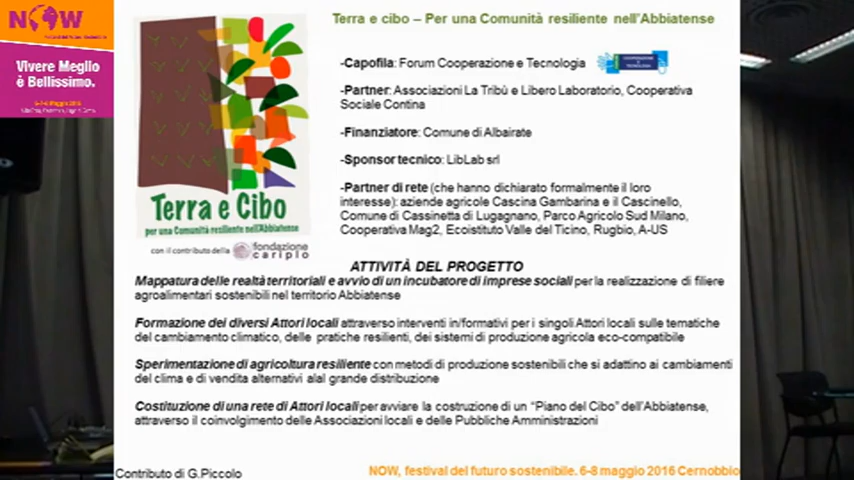 NOW
Vivere Meglio
è Bellissimo.
Terra e cibo – Per una Comunità resiliente nell'Abbiatense
-Capofila: Forum Cooperazione e Tecnologia
COOPERAZIONE E
TECNOLOGIA
-Partner: Associazioni La Tribù e Libero Laboratorio, Cooperativa
Sociale Contina
-Finanziatore: Comune di Albairate
-Sponsor tecnico: LibLab srl
-Partner di rete (che hanno dichiarato formalmente il loro
interesse): aziende agricole Cascina Gambarina e il Cascinello,
Comune di Cassinetta di Lugagnano, Parco Agricolo Sud Milano,
Cooperativa Mag2, Ecoistituto Valle del Ticino, Rugbio, A-US
Terra e Cibo
per una Comunità resiliente nell'Abbiatense
con il contributo della fondazione
cariplo
ATTIVITÀ DEL PROGETTO
Mappatura delle realtà territoriali e avvio di un incubatore di imprese sociali per la realizzazione di filiere
agroalimentari sostenibili nel territorio Abbiatense
Formazione dei diversi Attori locali attraverso interventi in/formativi per i singoli Attori locali sulle tematiche
del cambiamento climatico, delle pratiche resilienti, dei sistemi di produzione agricola eco-compatibile
Sperimentazione di agricoltura resiliente con metodi di produzione sostenibili che si adattino ai cambiamenti
del clima e di vendita alternativi alal grande distribuzione
Costituzione di una rete di Attori locali per avviare la costruzione di un "Piano del Cibo" dell'Abbiatense,
attraverso il coinvolgimento delle Associazioni locali e delle Pubbliche Amministrazioni
Contributo di G.Piccolo
NOW, festival del futuro sostenibile. 6-8 maggio 2016 Cernobbio